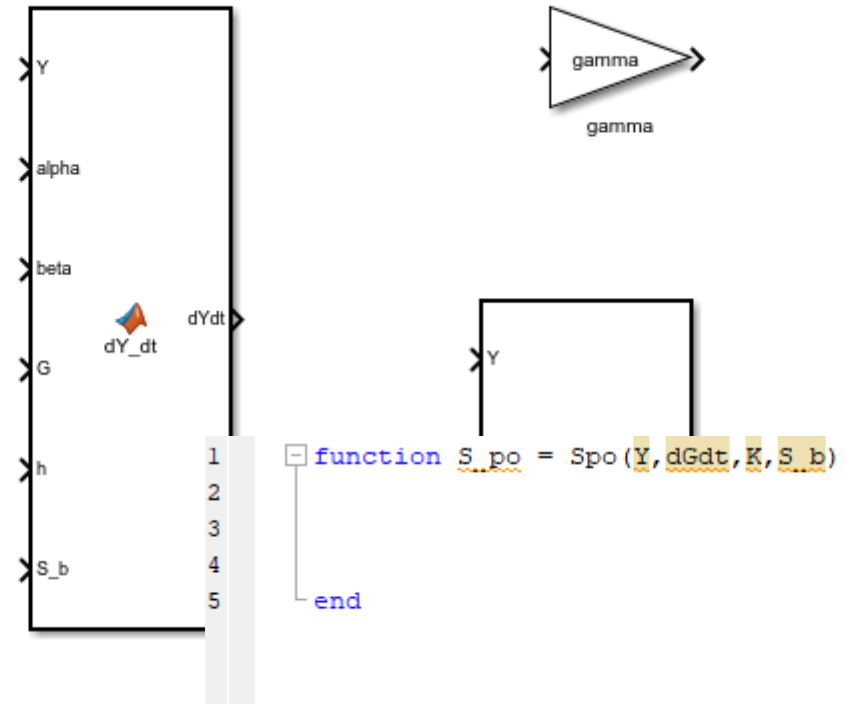 Y
alpha
beta
G
h
S_b
dYdt
dY_dt
gamma
gamma
Y
1 function S_po = Spo(Y,dGdt,K,S_b)
2
3
4
5 end